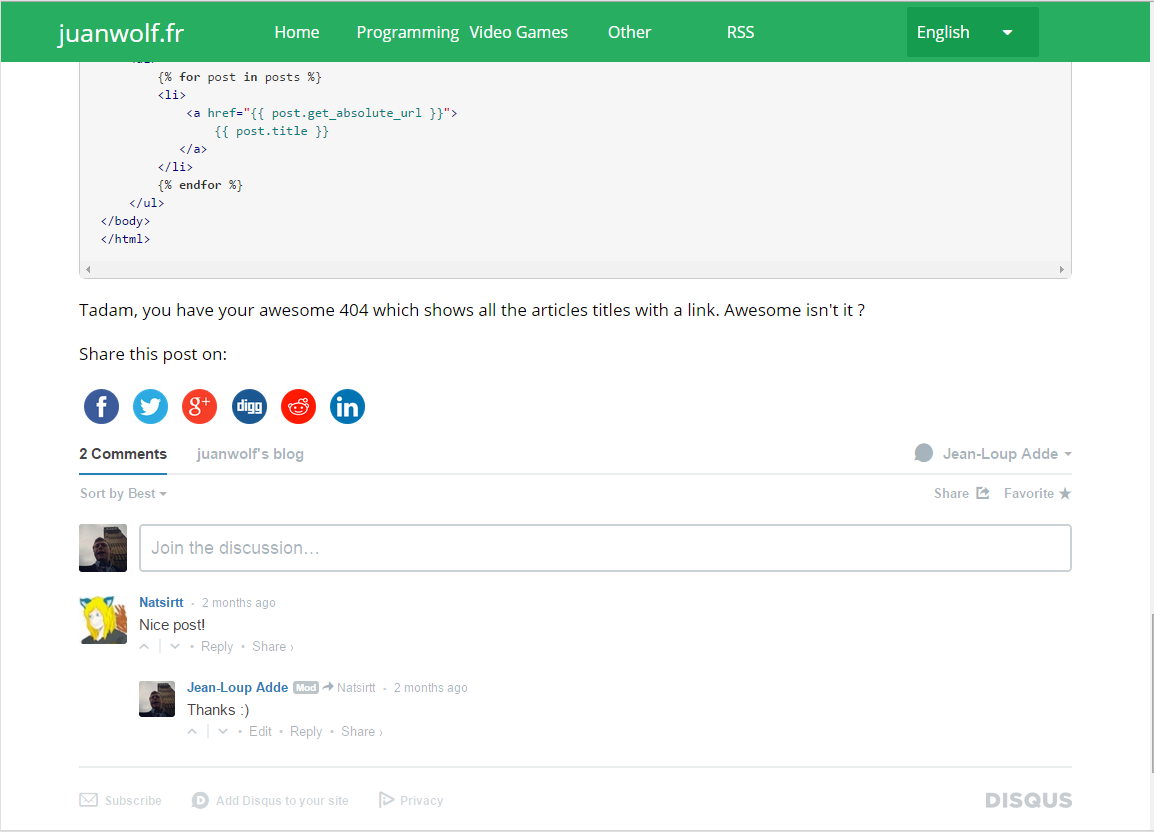 juanwolf.fr Home Programming Video Games Other RSS English
{% for post in posts %}
<li>
<a href="{{ post.get_absolute_url }}">
{{ post.title }}
</a>
</li>
{% endfor %}
</ul>
</body>
</html>
Tadam, you have your awesome 404 which shows all the articles titles with a link. Awesome isn't it ?
Share this post on:
f g+ digg in
2 Comments juanwolf's blog Jean-Loup Adde
Sort by Best Share Favorite
Join the discussion...
Natsirtt - 2 months ago
Nice post!
• Reply • Share ›
Jean-Loup Adde Mod Natsirtt - 2 months ago
Thanks :)
• Edit • Reply • Share ›
Subscribe D Add Disqus to your site Privacy DISQUS